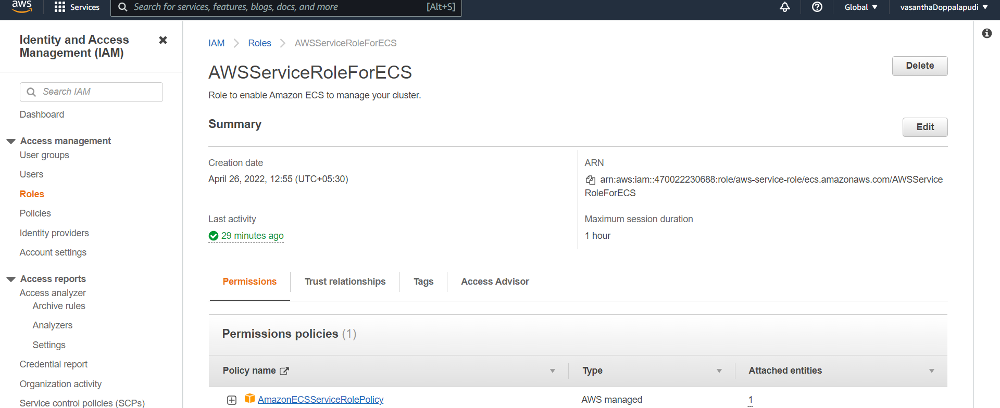 aws
Services
Search for services, features, blogs, docs, and more
[Alt+S]
Global
vasanthaDoppalapudi
Identity and Access
Management (IAM)
Search IAM
Dashboard
Access management
User groups
Users
Roles
Policies
Identity providers
Account settings
Access reports
Access analyzer
Archive rules
Analyzers
Settings
Credential report
Organization activity
Service control policies (SCPs)
IAM
Roles
AWSServiceRoleForECS
AWSServiceRoleForECS
Delete
Role to enable Amazon ECS to manage your cluster.
Summary
Edit
Creation date
April 26, 2022, 12:55 (UTC+05:30)
ARN
arn:aws:iam::470022230688:role/aws-service-role/ecs.amazonaws.com/AWSService
RoleForECS
Last activity
29 minutes ago
Maximum session duration
1 hour
Permissions
Trust relationships
Tags
Access Advisor
Permissions policies (1)
Policy name
Type
Attached entities
AmazonECSServiceRolePolicy
AWS managed
1